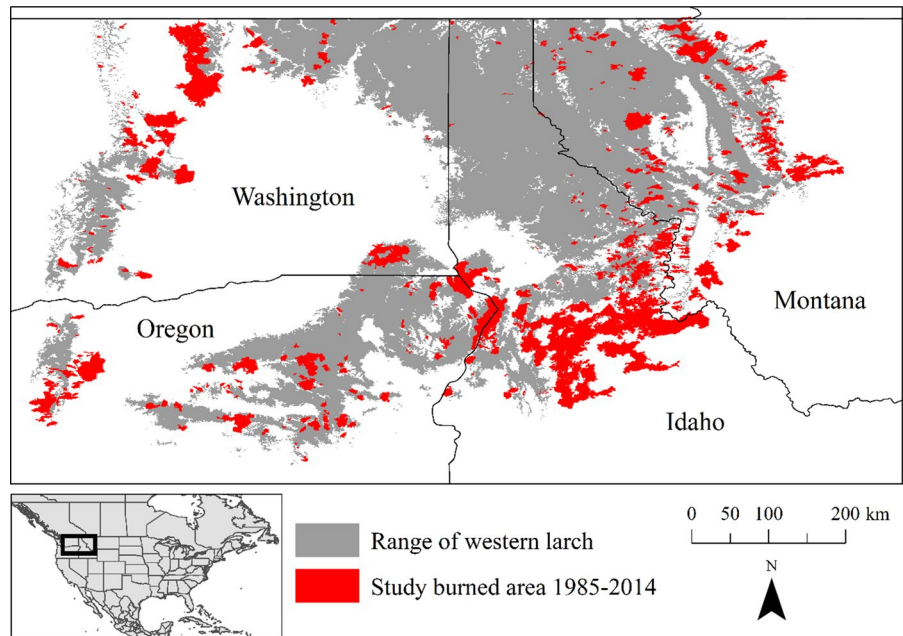 Washington
Montana
Oregon
Idaho
Range of western larch
Study burned area 1985-2014
0 50 100 200 km
N